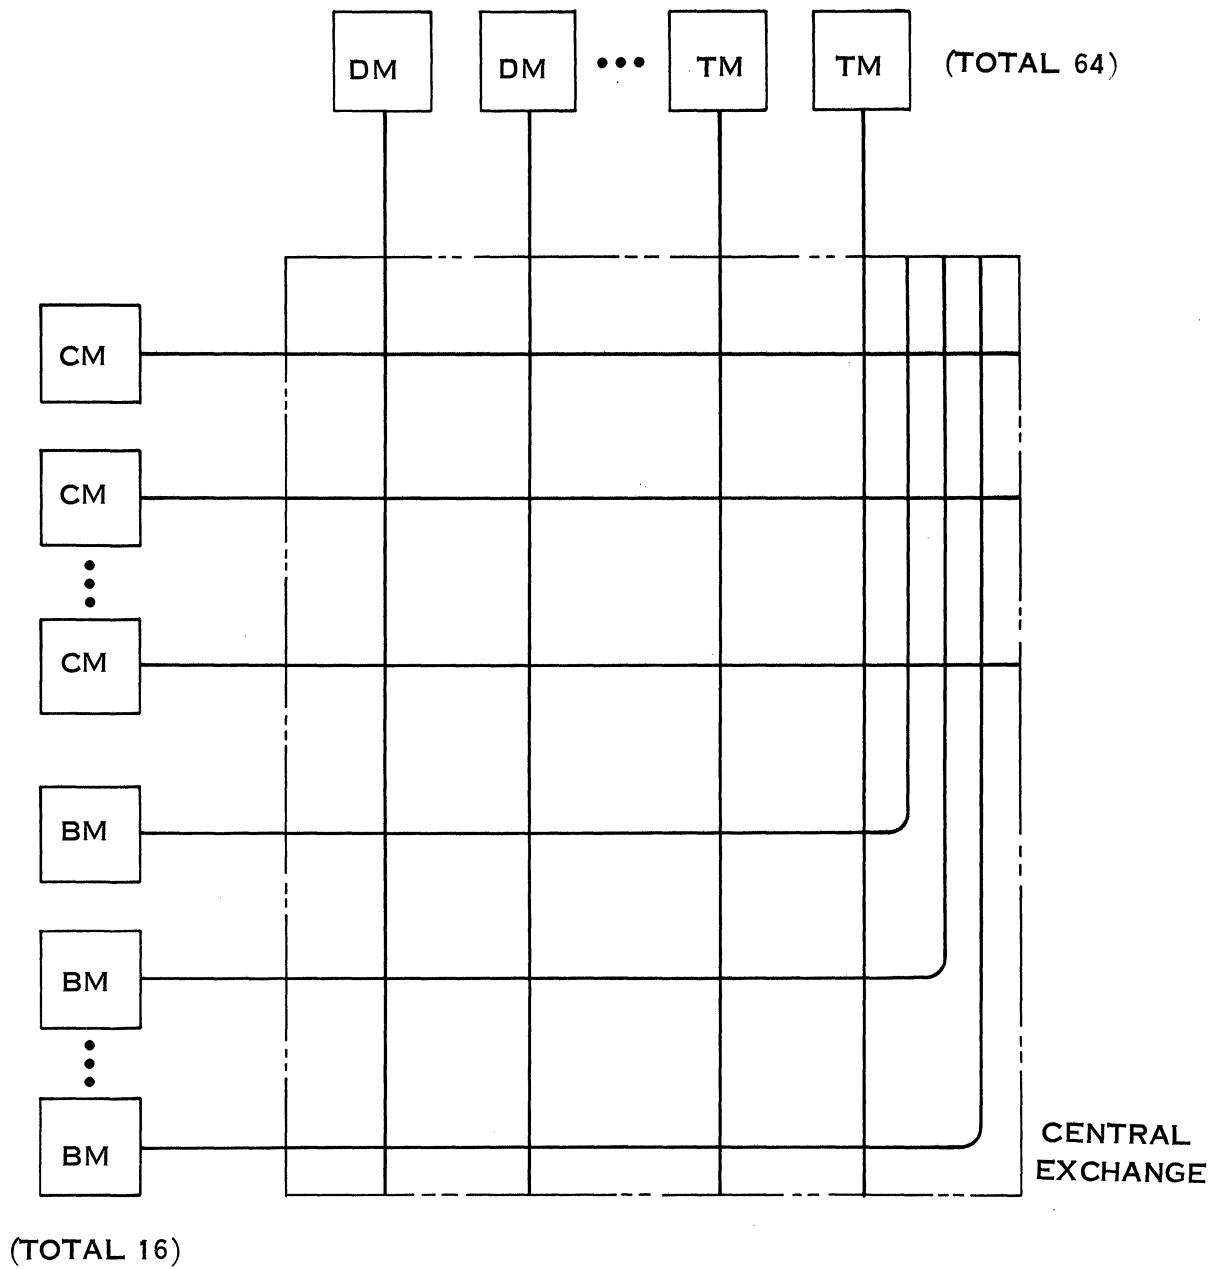 DM DM ••• TM TM (TOTAL 64)
CM
CM
CM
BM
BM
BM
CENTRAL
EXCHANGE
(TOTAL 16)